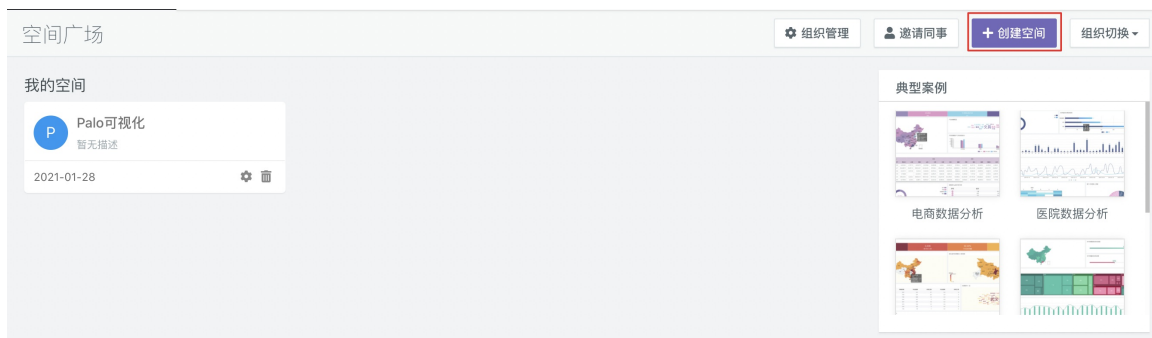 空间广场
组织管理
邀请同事
创建空间
组织切换
我的空间
P
Palo可视化
暂无描述
2021-01-28
典型案例
电商数据分析
医院数据分析